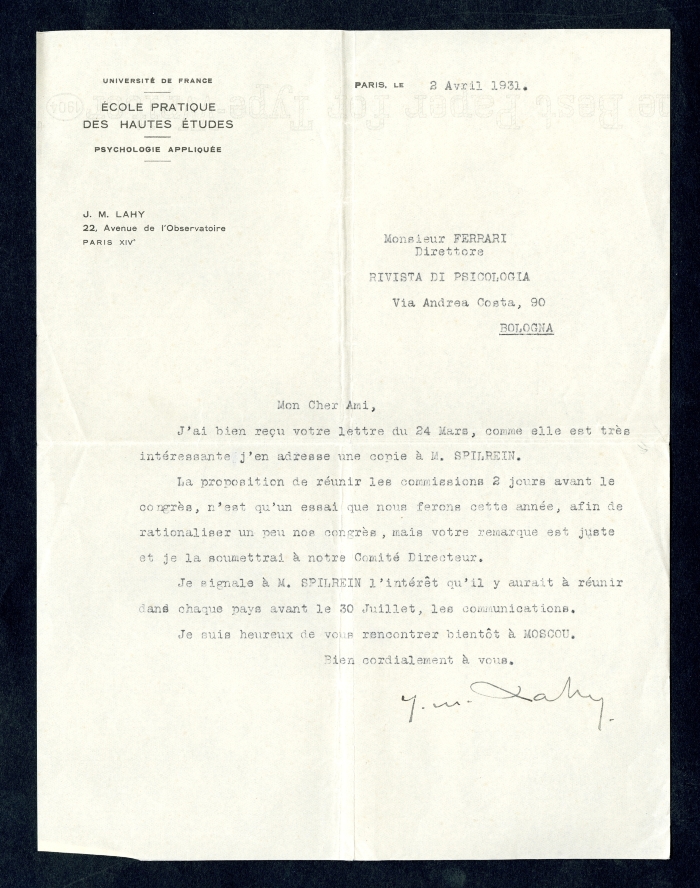 UNIVERSITÉ DE FRANCE
ÉCOLE PRATIQUE
DES HAUTES ÉTUDES
PSYCHOLOGIE APPLIQUÉE
J. M. LAHY
22, Avenue de l'Observatoire
PARIS XIVᵉ
PARIS, LE 2 Avril 1931.
Monsieur FERRARI
Direttore
RIVISTA DI PSICOLOGIA
Via Andrea Costa, 90
BOLOGNA
Mon Cher Ami,
J'ai bien reçu votre lettre du 24 Mars, comme elle est très
intéressante j'en adresse une copie à M. SPILREIN.
La proposition de réunir les commissions 2 jours avant le
congrès, n'est qu'un essai que nous ferons cette année, afin de
rationaliser un peu nos congrès, mais votre remarque est juste
et je la soumettrai à notre Comité Directeur.
Je signale à M. SPILREIN l'intérêt qu'il y aurait à réunir
dans chaque pays avant le 30 Juillet, les communications.
Je suis heureux de vous rencontrer bientôt à MOSCOU.
Bien cordialement à vous.
J. M. Lahy.